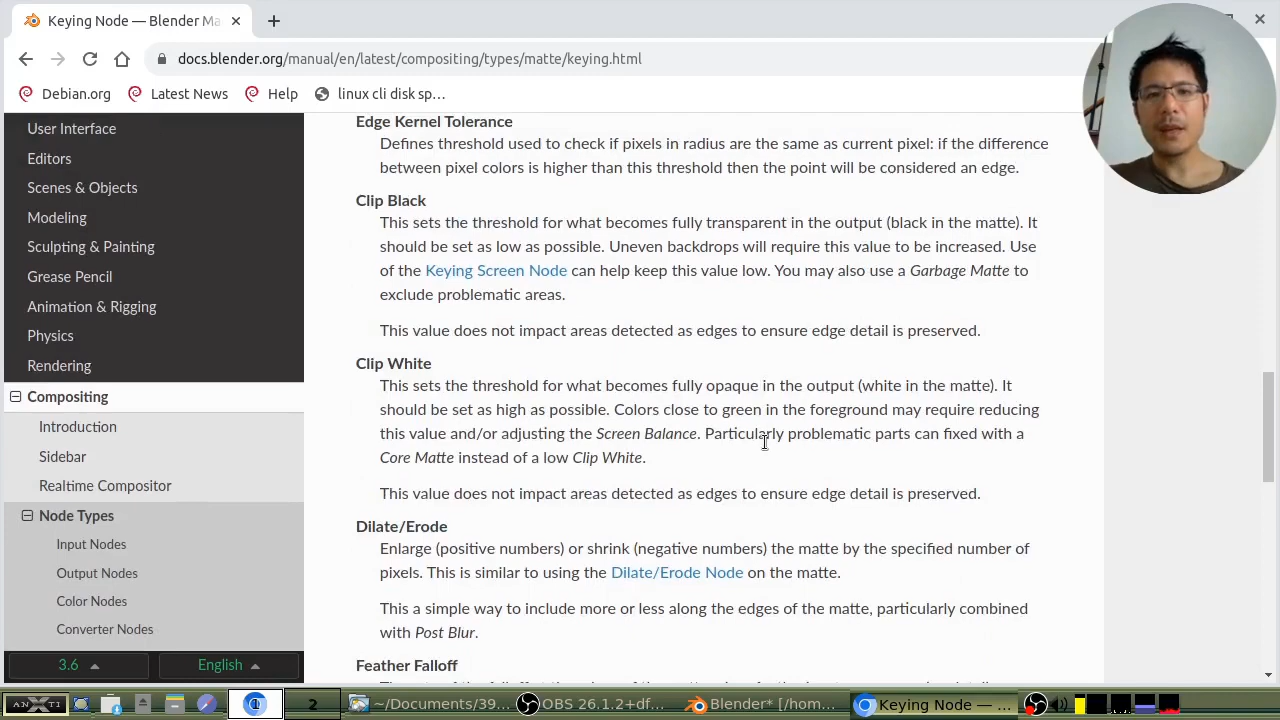 Keying Node — Blender Ma
docs.blender.org/manual/en/latest/compositing/types/matte/keying.html
Debian.org
Latest News
Help
linux cli disk sp…
User Interface
Editors
Scenes & Objects
Modeling
Sculpting & Painting
Grease Pencil
Animation & Rigging
Physics
Rendering
Compositing
Introduction
Sidebar
Realtime Compositor
Node Types
Input Nodes
Output Nodes
Color Nodes
Converter Nodes
3.6
English
Edge Kernel Tolerance
Defines threshold used to check if pixels in radius are the same as current pixel: if the difference
between pixel colors is higher than this threshold then the point will be considered an edge.
Clip Black
This sets the threshold for what becomes fully transparent in the output (black in the matte). It
should be set as low as possible. Uneven backdrops will require this value to be increased. Use
of the Keying Screen Node can help keep this value low. You may also use a Garbage Matte to
exclude problematic areas.
This value does not impact areas detected as edges to ensure edge detail is preserved.
Clip White
This sets the threshold for what becomes fully opaque in the output (white in the matte). It
should be set as high as possible. Colors close to green in the foreground may require reducing
this value and/or adjusting the Screen Balance. Particularly problematic parts can fixed with a
Core Matte instead of a low Clip White.
This value does not impact areas detected as edges to ensure edge detail is preserved.
Dilate/Erode
Enlarge (positive numbers) or shrink (negative numbers) the matte by the specified number of
pixels. This is similar to using the Dilate/Erode Node on the matte.
This a simple way to include more or less along the edges of the matte, particularly combined
with Post Blur.
Feather Falloff
1
2
~/Documents/39...
OBS 26.1.2+df...
Blender* [/hom...
Keying Node — ...